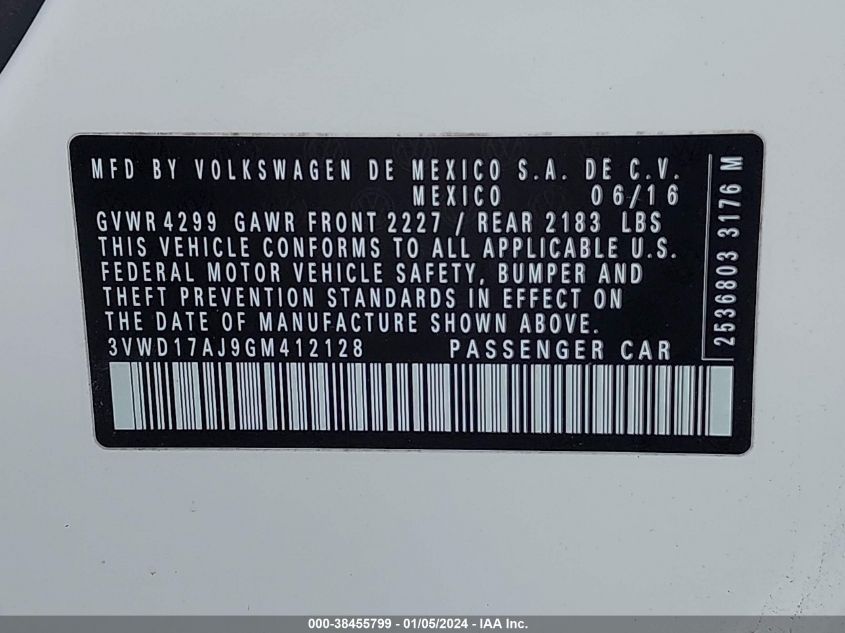 MFD BY VOLKSWAGEN DE MEXICO S.A. DE C.V.
MEXICO 06/16
GVWR 4299 GAWR FRONT 2227 / REAR 2183 LBS
THIS VEHICLE CONFORMS TO ALL APPLICABLE U.S.
FEDERAL MOTOR VEHICLE SAFETY, BUMPER AND
THEFT PREVENTION STANDARDS IN EFFECT ON
THE DATE OF MANUFACTURE SHOWN ABOVE.
3VWD17AJ9GM412128 PASSENGER CAR
2536803 3176 M
000-38455799 - 01/05/2024 - IAA Inc.